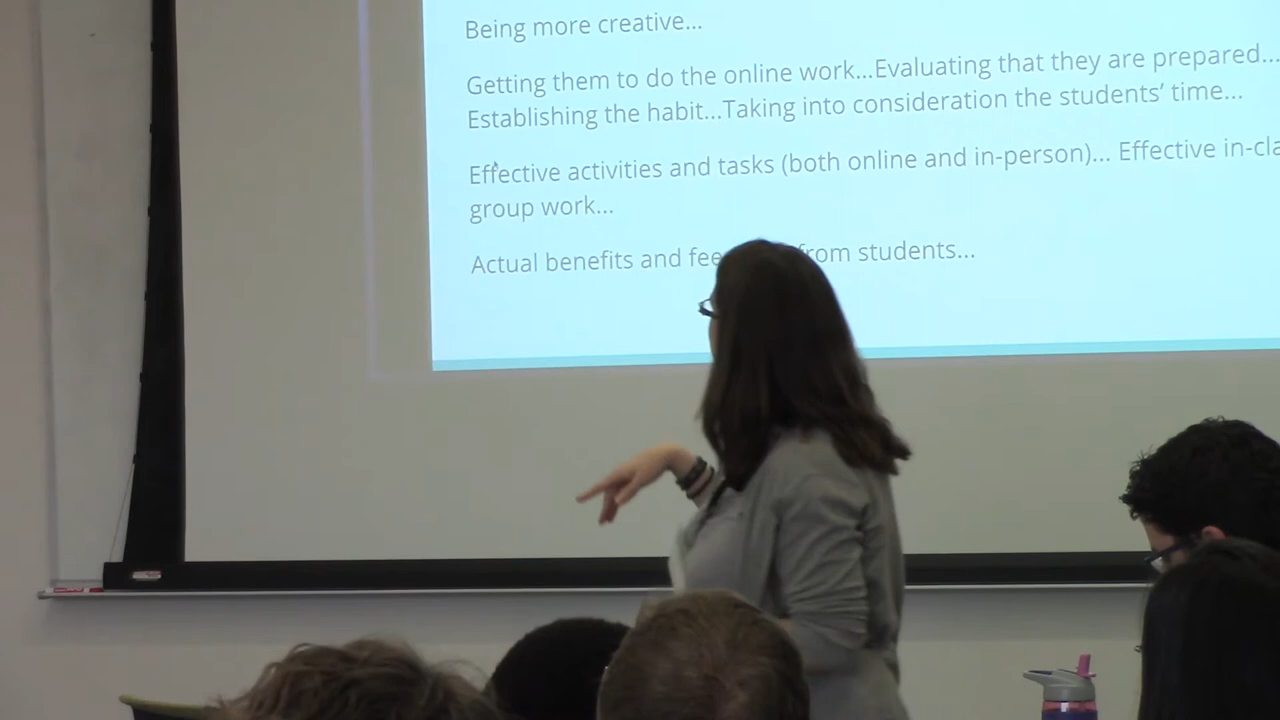 Being more creative...
Getting them to do the online work...Evaluating that they are prepared...
Establishing the habit...Taking into consideration the students’ time...
Effective activities and tasks (both online and in-person)... Effective
group work...
Actual benefits and from students...